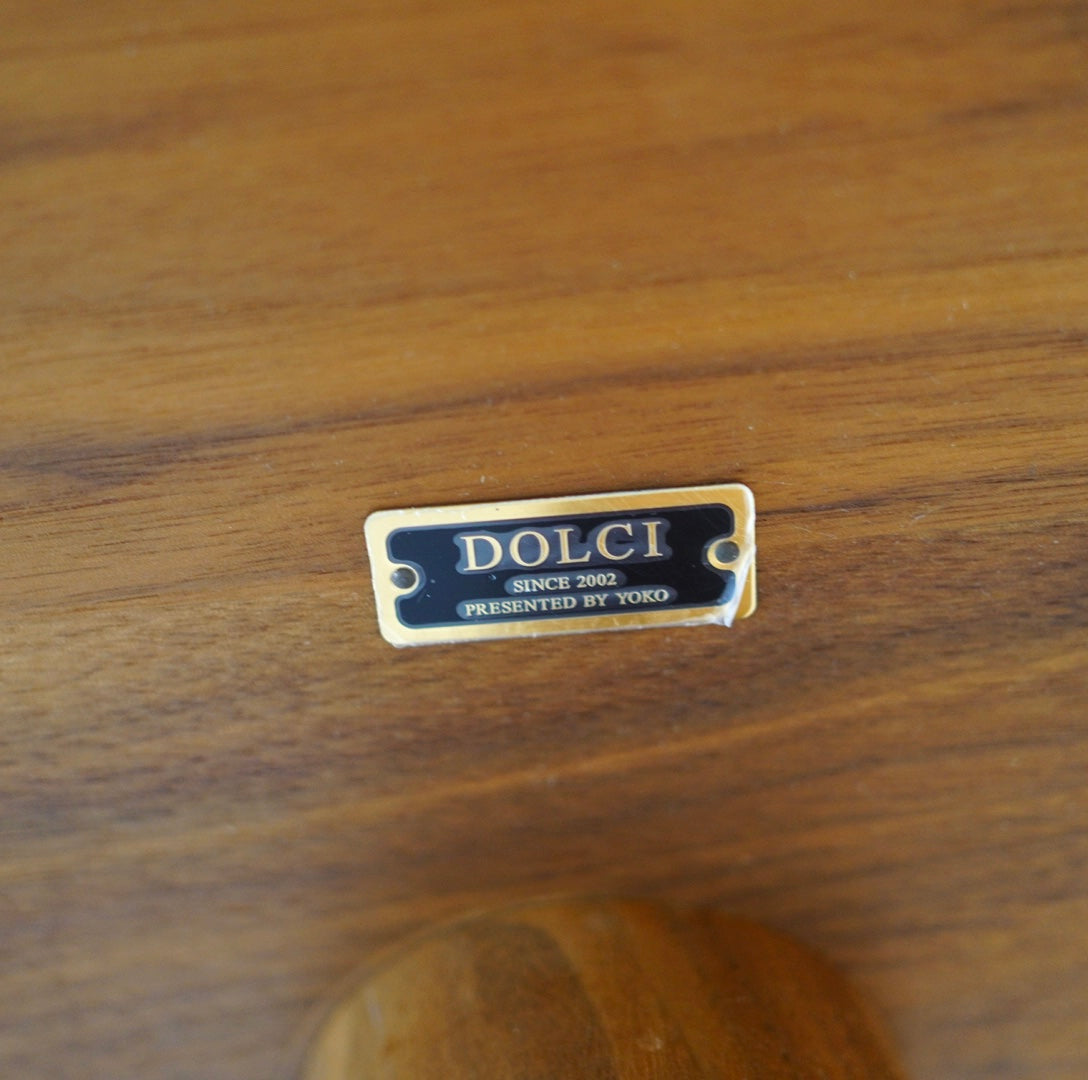 DOLCI
SINCE 2002
PRESENTED BY YOKO